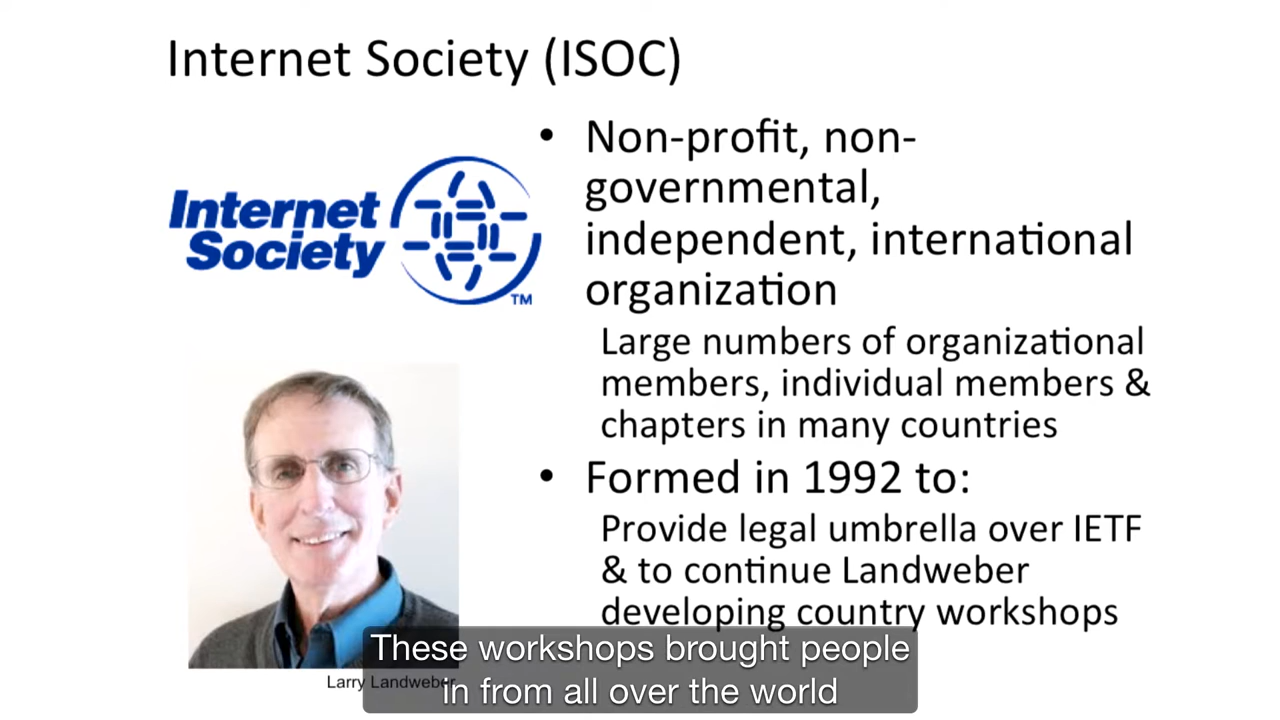 Internet Society (ISOC)
Internet
Society
TM
• Non-profit, non-
governmental,
independent, international
organization
Large numbers of organizational
members, individual members &
chapters in many countries
• Formed in 1992 to:
Provide legal umbrella over IETF
& to continue Landweber
developing country workshops
Larry Landweber
These workshops brought people
in from all over the world